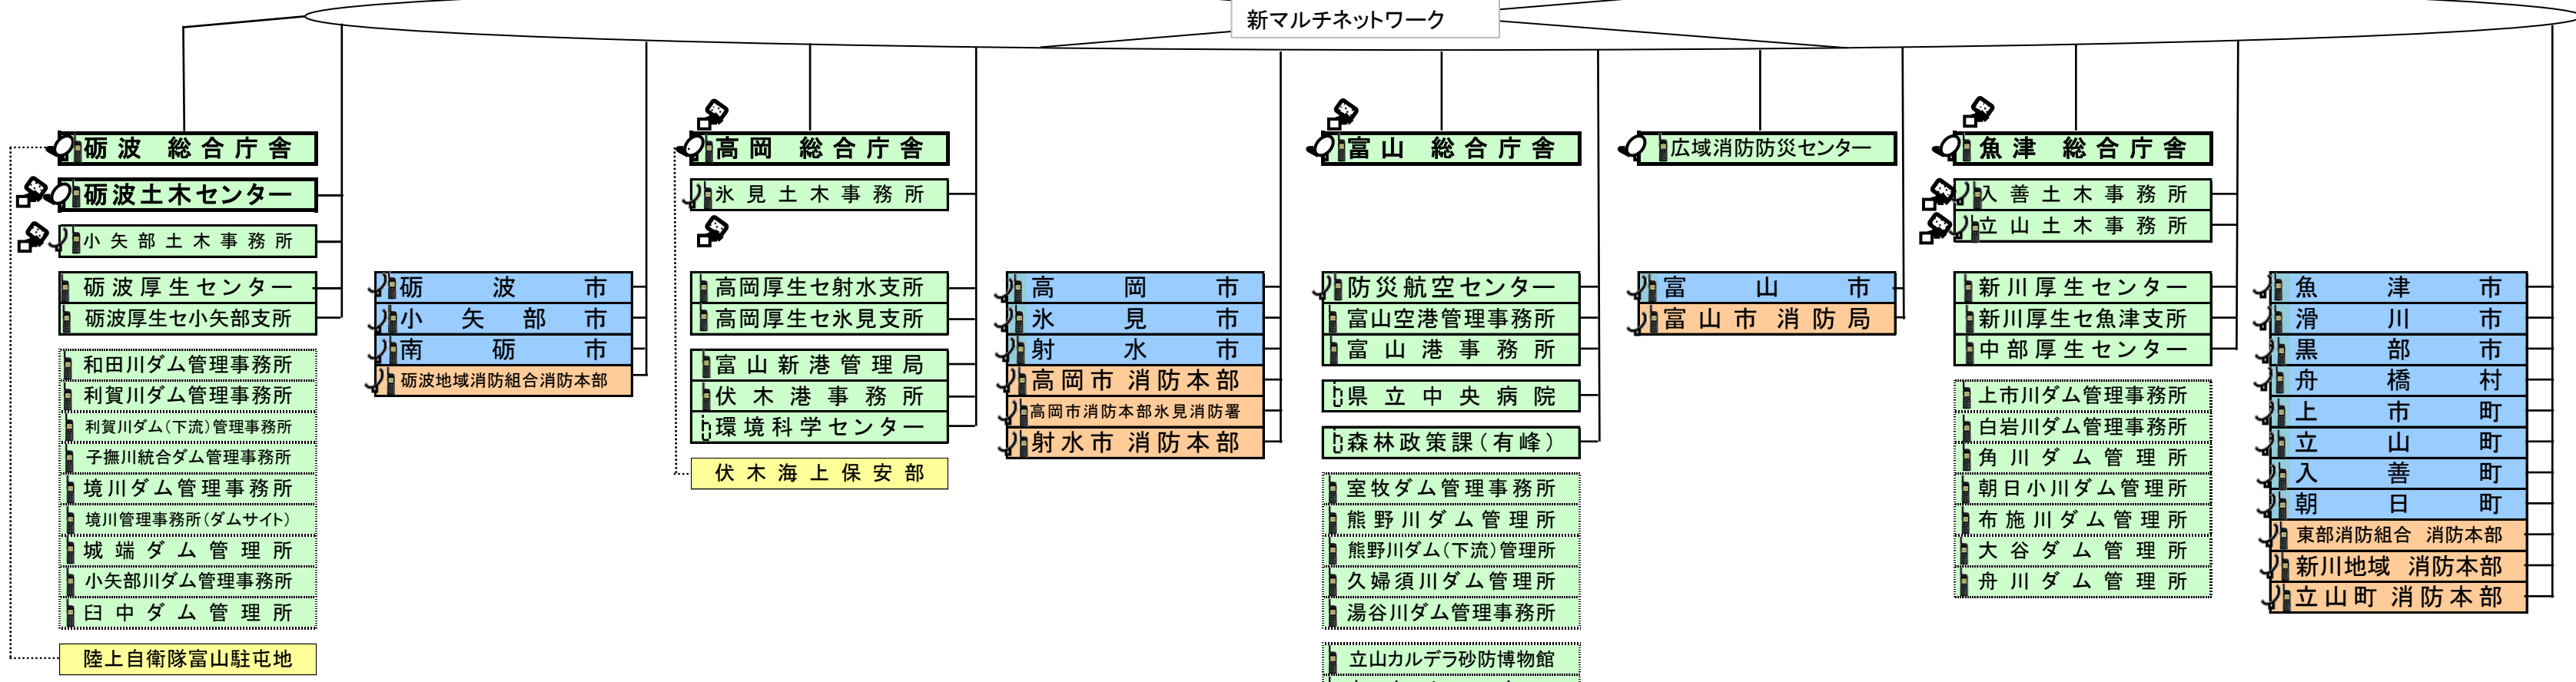 新マルチネットワーク
砺波 総合庁舎
砺波土木センター
小矢部土木事務所
砺波厚生センター
砺波厚生セ小矢部支所
和田川ダム管理事務所
利賀川ダム管理事務所
利賀川ダム(下流)管理事務所
子撫川統合ダム管理事務所
境川ダム管理事務所
境川管理事務所(ダムサイト)
城端ダム管理所
小矢部川ダム管理事務所
臼中ダム管理所
陸上自衛隊富山駐屯地
砺波市
小矢部市
南砺市
砺波地域消防組合消防本部
高岡 総合庁舎
氷見土木事務所
高岡厚生セ射水支所
高岡厚生セ氷見支所
富山新港管理局
伏木港事務所
環境科学センター
伏木海上保安部
高岡市
氷見市
射水市
高岡市 消防本部
高岡市消防本部氷見消防署
射水市 消防本部
富山 総合庁舎
防災航空センター
富山空港管理事務所
富山港事務所
県立中央病院
森林政策課(有峰)
室牧ダム管理事務所
熊野川ダム管理所
熊野川ダム(下流)管理所
久婦須川ダム管理所
湯谷川ダム管理事務所
立山カルデラ砂防博物館
広域消防防災センター
富山市
富山市消防局
魚津 総合庁舎
入善土木事務所
立山土木事務所
新川厚生センター
新川厚生セ魚津支所
中部厚生センター
上市川ダム管理事務所
白岩川ダム管理事務所
角川ダム管理所
朝日小川ダム管理所
布施川ダム管理所
大谷ダム管理所
舟川ダム管理所
魚津市
滑川市
黒部市
舟橋村
上市町
立山町
入善町
朝日町
東部消防組合 消防本部
新川地域 消防本部
立山町 消防本部